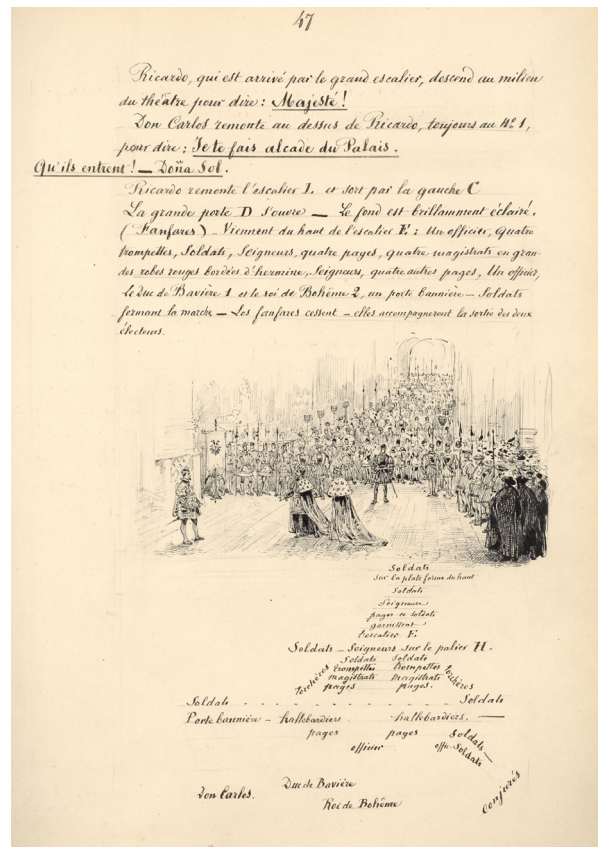 47
Ricardo, qui est arrivé par le grand escalier, descend au milieu
du théâtre pour dire : Majesté !
Don Carlos remonte au dessus de Ricardo, toujours au No 1,
pour dire : Je te fais alcade du Palais.
Qu'ils entrent ! — Doña Sol.
Ricardo remonte l'escalier I. et sort par la gauche C
La grande porte D s'ouvre — Le fond est brillamment éclairé.
(Fanfares) — Viennent du haut de l'escalier E : Un officier, quatre
trompettes, Soldats, Seigneurs, quatre pages, quatre magistrats en gran-
des robes rouges bordées d'hermine, Seigneurs, quatre autres pages, Un officier,
Le Duc de Bavière 1 et le roi de Bohême 2, un porte bannière — Soldats
fermant la marche — Les fanfares cessent — elles accompagneront la sortie des deux
électeurs.
Soldats
sur la plate forme du haut
Soldats
Seigneurs
pages et soldats
garnissent
l'escalier E
Soldats — Seigneurs sur le palier H.
Soldats Soldats
torchères trompettes trompettes torchères
magistrats magistrats
pages pages.
Soldats . . . . . . . . . Soldats
Porte bannière — hallebardiers hallebardiers. —
pages pages Soldats —
officier offr. Soldats
Duc de Bavière
Don Carlos.
Roi de Bohême
conjurés